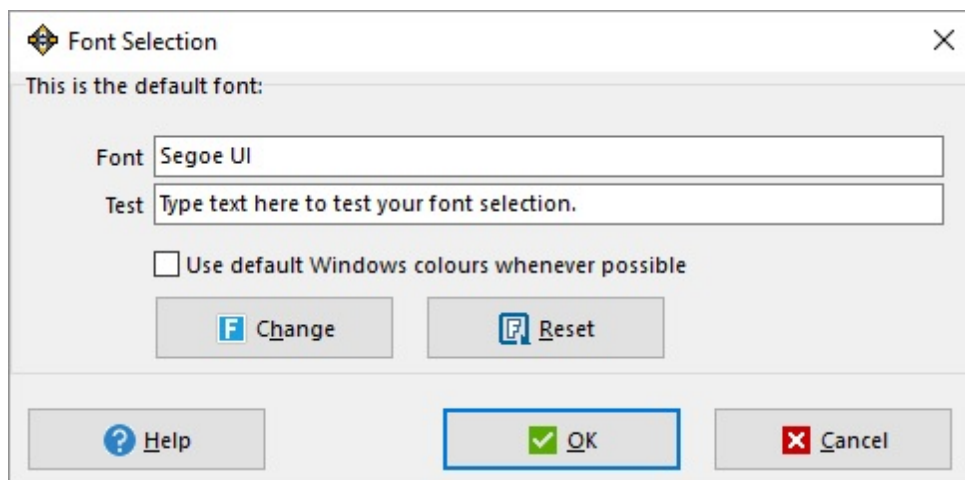 Font Selection
This is the default font:
Font Segoe UI
Test Type text here to test your font selection.
Use default Windows colours whenever possible
F Change F Reset
? Help OK Cancel